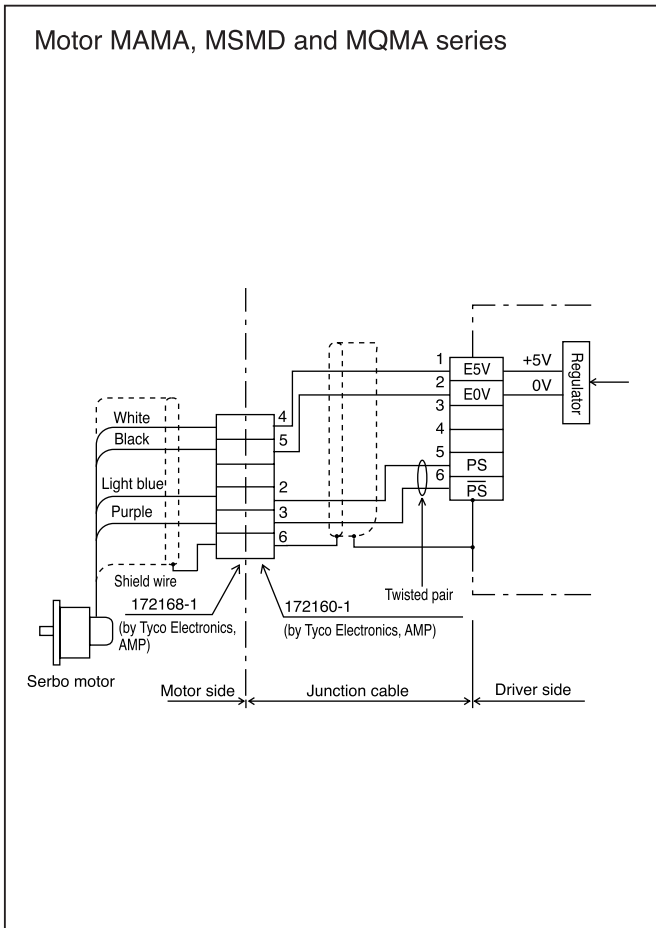 Motor MAMA, MSMD and MQMA series
1
E5V
+5V
Regulator
2
E0V
0V
3
4
5
PS
6
PS
White
4
Black
5
Light blue
2
Purple
3
6
Shield wire
Twisted pair
172168-1
(by Tyco Electronics,
AMP)
172160-1
(by Tyco Electronics, AMP)
Serbo motor
Motor side
Junction cable
Driver side